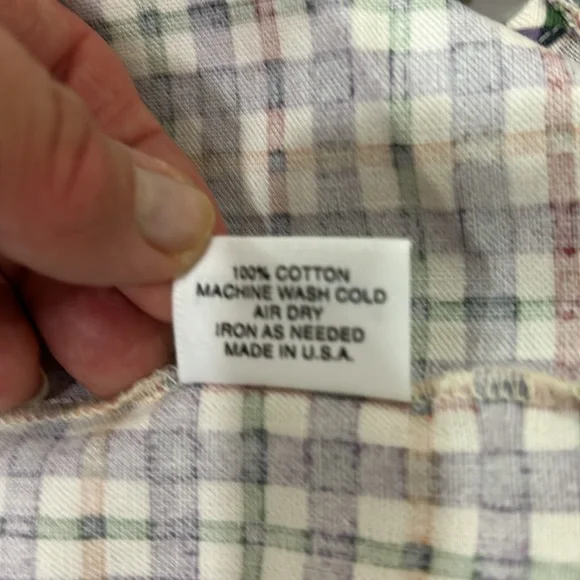 100% COTTON
MACHINE WASH COLD
AIR DRY
IRON AS NEEDED
MADE IN U.S.A.